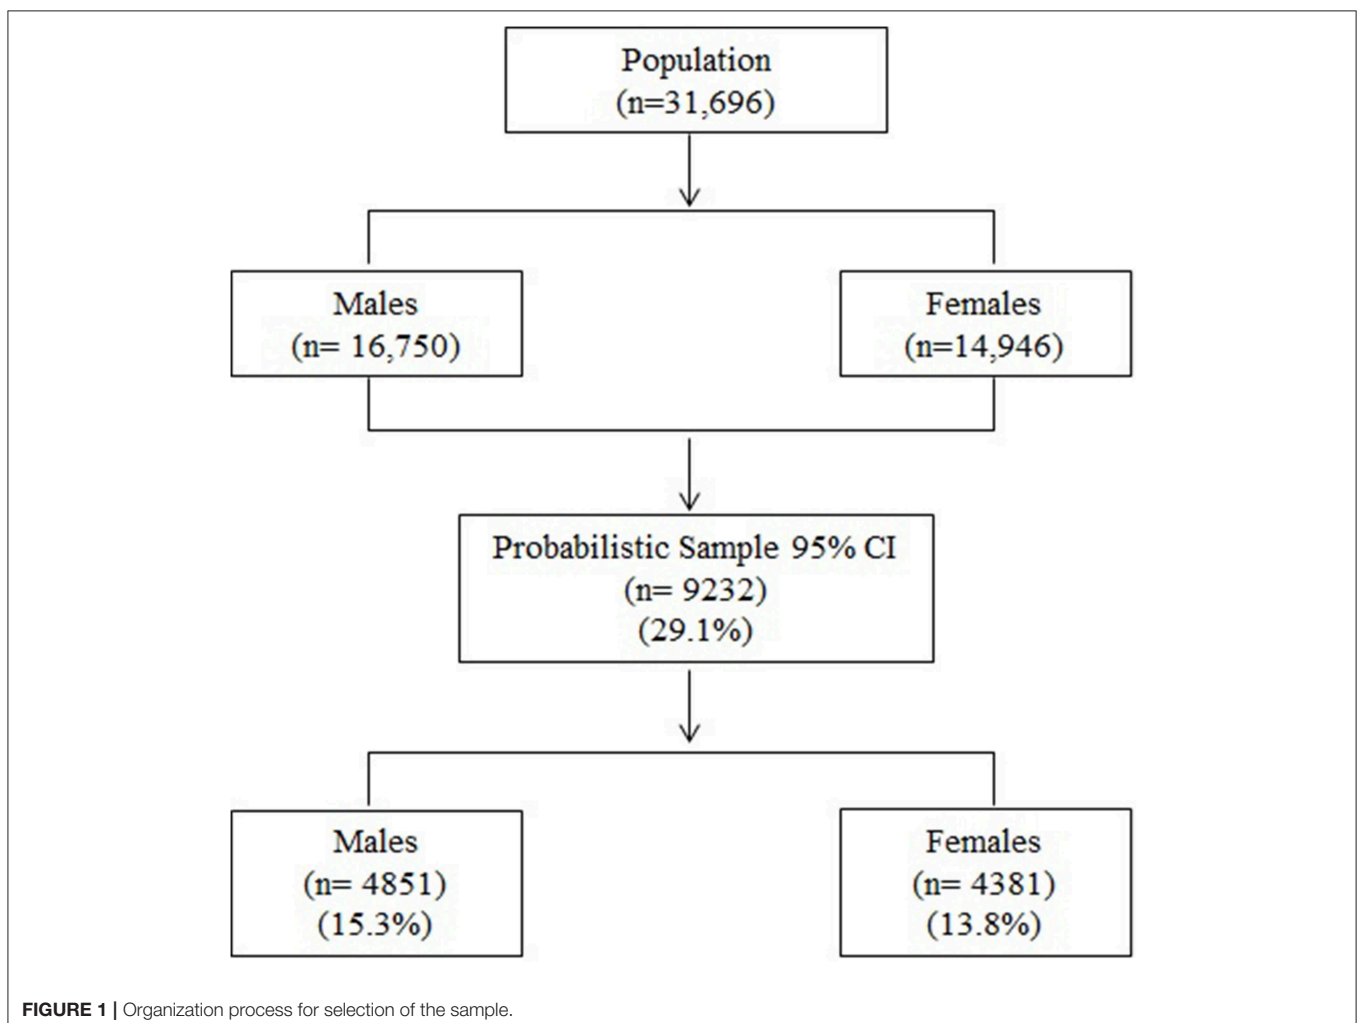 Population
(n=31,696)
Males
(n= 16,750)
Females
(n=14,946)
Probabilistic Sample 95% CI
(n= 9232)
(29.1%)
Males
(n= 4851)
(15.3%)
Females
(n= 4381)
(13.8%)
FIGURE 1 | Organization process for selection of the sample.